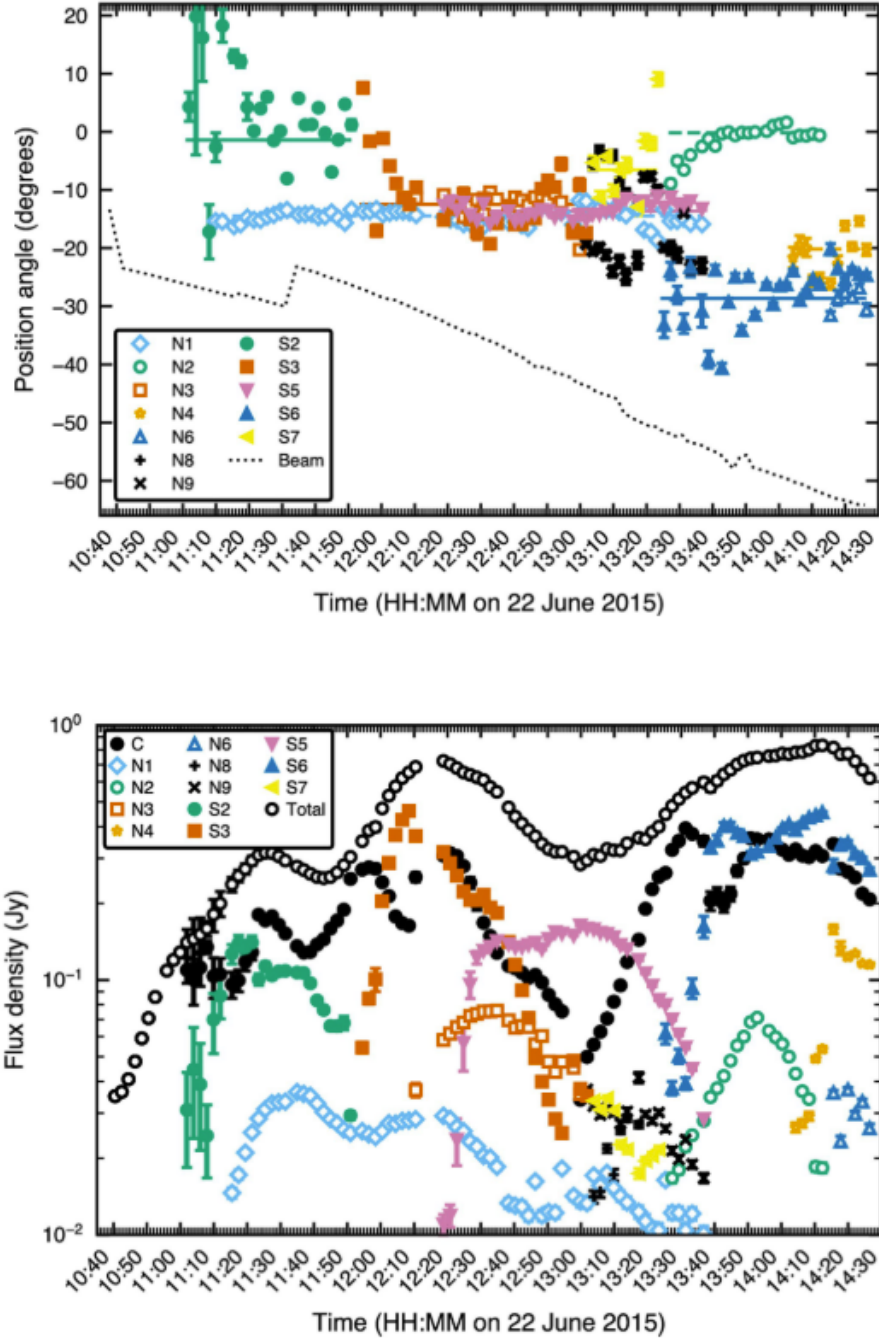 20
10
0
−10
−20
−30
−40
−50
−60
Position angle (degrees)
N1 S2
N2 S3
N3 S5
N4 S6
N6 S7
N8 Beam
N9
10:40 10:50 11:00 11:10 11:20 11:30 11:40 11:50 12:00 12:10 12:20 12:30 12:40 12:50 13:00 13:10 13:20 13:30 13:40 13:50 14:00 14:10 14:20 14:30
Time (HH:MM on 22 June 2015)
10⁰
10⁻¹
10⁻²
Flux density (Jy)
C N6 S5
N1 N8 S6
N2 N9 S7
N3 S2 Total
N4 S3
10:40 10:50 11:00 11:10 11:20 11:30 11:40 11:50 12:00 12:10 12:20 12:30 12:40 12:50 13:00 13:10 13:20 13:30 13:40 13:50 14:00 14:10 14:20 14:30
Time (HH:MM on 22 June 2015)